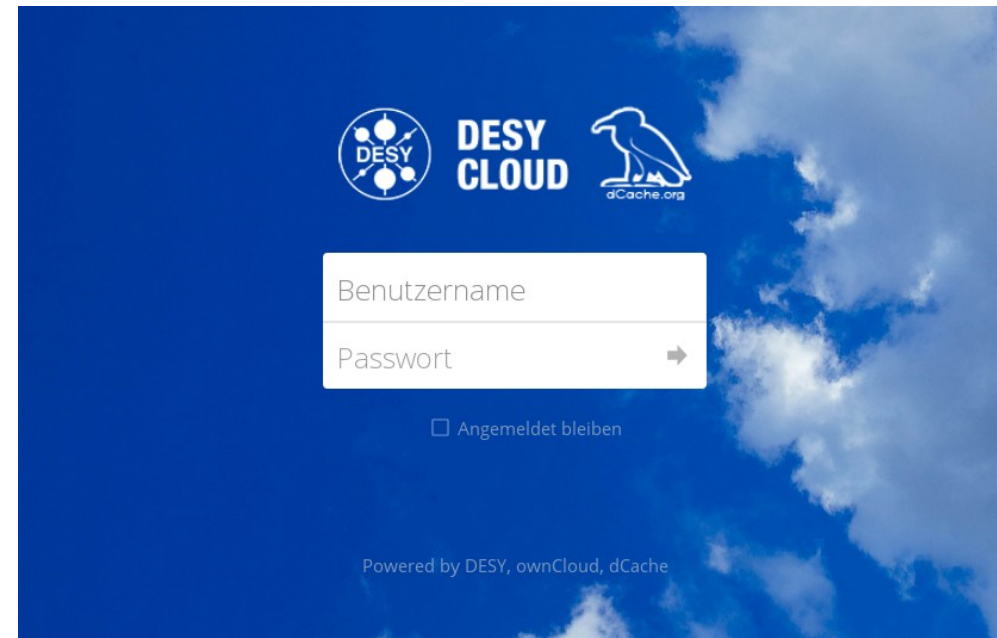 DESY
DESY
CLOUD
dCache.org
Benutzername
Passwort
Angemeldet bleiben
Powered by DESY, ownCloud, dCache